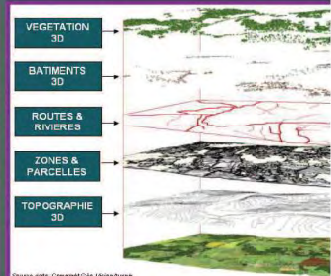 VEGETATION
3D
BATIMENTS
3D
ROUTES &
RIVIERES
ZONES &
PARCELLES
TOPOGRAPHIE
3D